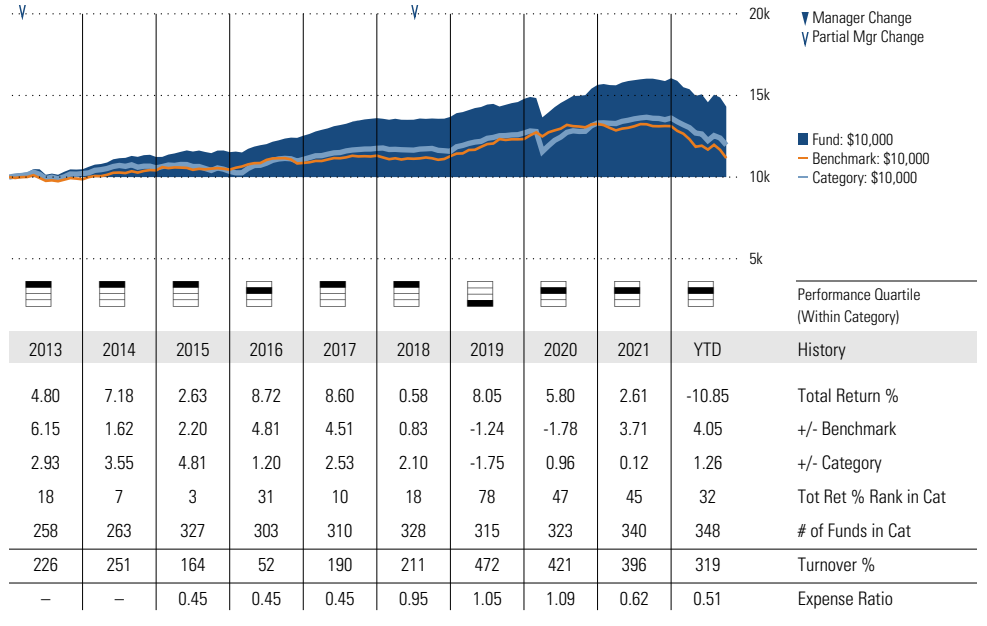 20k
Manager Change
Partial Mgr Change
15k
Fund: $10,000
Benchmark: $10,000
Category: $10,000
10k
5k
Performance Quartile
(Within Category)
2013 2014 2015 2016 2017 2018 2019 2020 2021 YTD History
4.80 7.18 2.63 8.72 8.60 0.58 8.05 5.80 2.61 -10.85 Total Return %
6.15 1.62 2.20 4.81 4.51 0.83 -1.24 -1.78 3.71 4.05 +/- Benchmark
2.93 3.55 4.81 1.20 2.53 2.10 -1.75 0.96 0.12 1.26 +/- Category
18 7 3 31 10 18 78 47 45 32 Tot Ret % Rank in Cat
258 263 327 303 310 328 315 323 340 348 # of Funds in Cat
226 251 164 52 190 211 472 421 396 319 Turnover %
– – 0.45 0.45 0.45 0.95 1.05 1.09 0.62 0.51 Expense Ratio